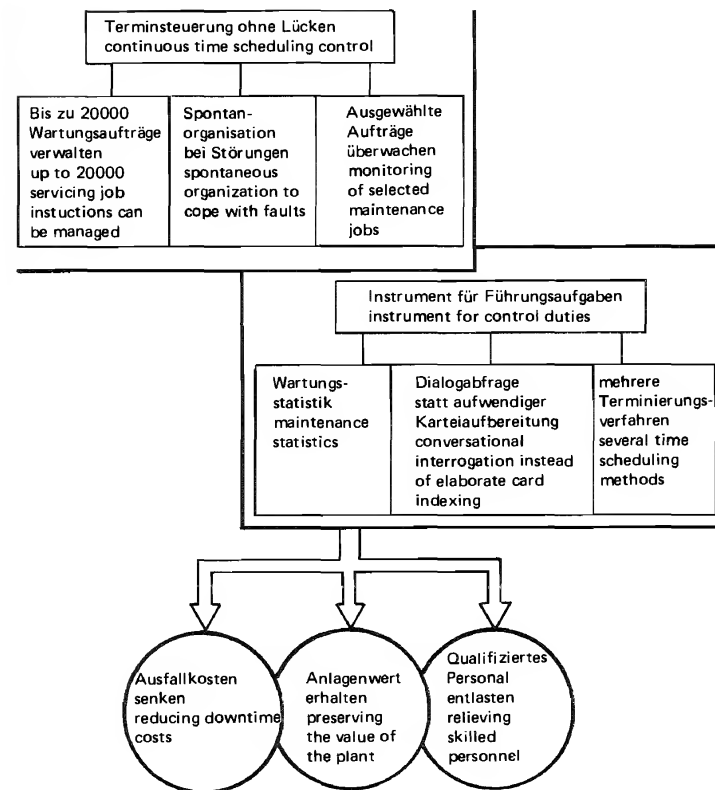 Terminsteuerung ohne Lücken
continuous time scheduling control
Bis zu 20000
Wartungsaufträge
verwalten
up to 20000
servicing job
instuctions can
be managed
Spontan-
organisation
bei Störungen
spontaneous
organization to
cope with faults
Ausgewählte
Aufträge
überwachen
monitoring
of selected
maintenance
jobs
Instrument für Führungsaufgaben
instrument for control duties
Wartungs-
statistik
maintenance
statistics
Dialogabfrage
statt aufwendiger
Karteiaufbereitung
conversational
interrogation instead
of elaborate card
indexing
mehrere
Terminierungs-
verfahren
several time
scheduling
methods
Ausfallkosten
senken
reducing downtime
costs
Anlagenwert
erhalten
preserving
the value of
the plant
Qualifiziertes
Personal
entlasten
relieving
skilled
personnel